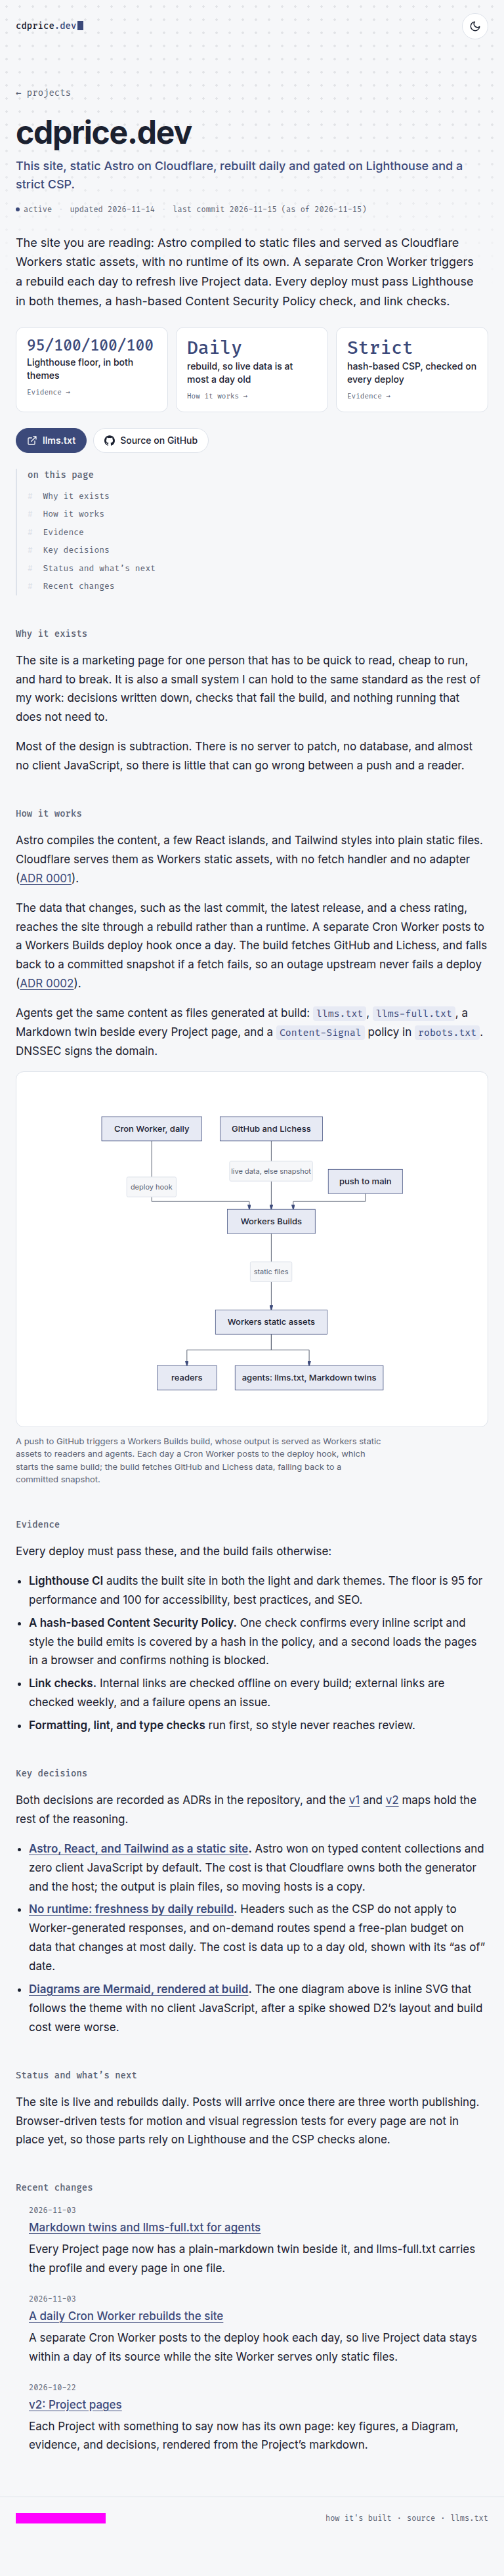 cdprice.dev
← projects
cdprice.dev
This site, static Astro on Cloudflare, rebuilt daily and gated on Lighthouse and a
strict CSP.
active updated 2026-11-14 last commit 2026-11-15 (as of 2026-11-15)
The site you are reading: Astro compiled to static files and served as Cloudflare
Workers static assets, with no runtime of its own. A separate Cron Worker triggers
a rebuild each day to refresh live Project data. Every deploy must pass Lighthouse
in both themes, a hash-based Content Security Policy check, and link checks.
95/100/100/100
Lighthouse floor, in both
themes
Evidence →
Daily
rebuild, so live data is at
most a day old
How it works →
Strict
hash-based CSP, checked on
every deploy
Evidence →
llms.txt
Source on GitHub
on this page
# Why it exists
# How it works
# Evidence
# Key decisions
# Status and what’s next
# Recent changes
Why it exists
The site is a marketing page for one person that has to be quick to read, cheap to run,
and hard to break. It is also a small system I can hold to the same standard as the rest of
my work: decisions written down, checks that fail the build, and nothing running that
does not need to.
Most of the design is subtraction. There is no server to patch, no database, and almost
no client JavaScript, so there is little that can go wrong between a push and a reader.
How it works
Astro compiles the content, a few React islands, and Tailwind styles into plain static files.
Cloudflare serves them as Workers static assets, with no fetch handler and no adapter
(ADR 0001).
The data that changes, such as the last commit, the latest release, and a chess rating,
reaches the site through a rebuild rather than a runtime. A separate Cron Worker posts to
a Workers Builds deploy hook once a day. The build fetches GitHub and Lichess, and falls
back to a committed snapshot if a fetch fails, so an outage upstream never fails a deploy
(ADR 0002).
Agents get the same content as files generated at build: llms.txt, llms-full.txt, a
Markdown twin beside every Project page, and a Content-Signal policy in robots.txt.
DNSSEC signs the domain.
Cron Worker, daily
GitHub and Lichess
live data, else snapshot
push to main
deploy hook
Workers Builds
static files
Workers static assets
readers
agents: llms.txt, Markdown twins
A push to GitHub triggers a Workers Builds build, whose output is served as Workers static
assets to readers and agents. Each day a Cron Worker posts to the deploy hook, which
starts the same build; the build fetches GitHub and Lichess data, falling back to a
committed snapshot.
Evidence
Every deploy must pass these, and the build fails otherwise:
• Lighthouse CI audits the built site in both the light and dark themes. The floor is 95 for
performance and 100 for accessibility, best practices, and SEO.
• A hash-based Content Security Policy. One check confirms every inline script and
style the build emits is covered by a hash in the policy, and a second loads the pages
in a browser and confirms nothing is blocked.
• Link checks. Internal links are checked offline on every build; external links are
checked weekly, and a failure opens an issue.
• Formatting, lint, and type checks run first, so style never reaches review.
Key decisions
Both decisions are recorded as ADRs in the repository, and the v1 and v2 maps hold the
rest of the reasoning.
• Astro, React, and Tailwind as a static site. Astro won on typed content collections and
zero client JavaScript by default. The cost is that Cloudflare owns both the generator
and the host; the output is plain files, so moving hosts is a copy.
• No runtime: freshness by daily rebuild. Headers such as the CSP do not apply to
Worker-generated responses, and on-demand routes spend a free-plan budget on
data that changes at most daily. The cost is data up to a day old, shown with its “as of”
date.
• Diagrams are Mermaid, rendered at build. The one diagram above is inline SVG that
follows the theme with no client JavaScript, after a spike showed D2’s layout and build
cost were worse.
Status and what’s next
The site is live and rebuilds daily. Posts will arrive once there are three worth publishing.
Browser-driven tests for motion and visual regression tests for every page are not in
place yet, so those parts rely on Lighthouse and the CSP checks alone.
Recent changes
2026-11-03
Markdown twins and llms-full.txt for agents
Every Project page now has a plain-markdown twin beside it, and llms-full.txt carries
the profile and every page in one file.
2026-11-03
A daily Cron Worker rebuilds the site
A separate Cron Worker posts to the deploy hook each day, so live Project data stays
within a day of its source while the site Worker serves only static files.
2026-10-22
v2: Project pages
Each Project with something to say now has its own page: key figures, a Diagram,
evidence, and decisions, rendered from the Project’s markdown.
how it’s built · source · llms.txt